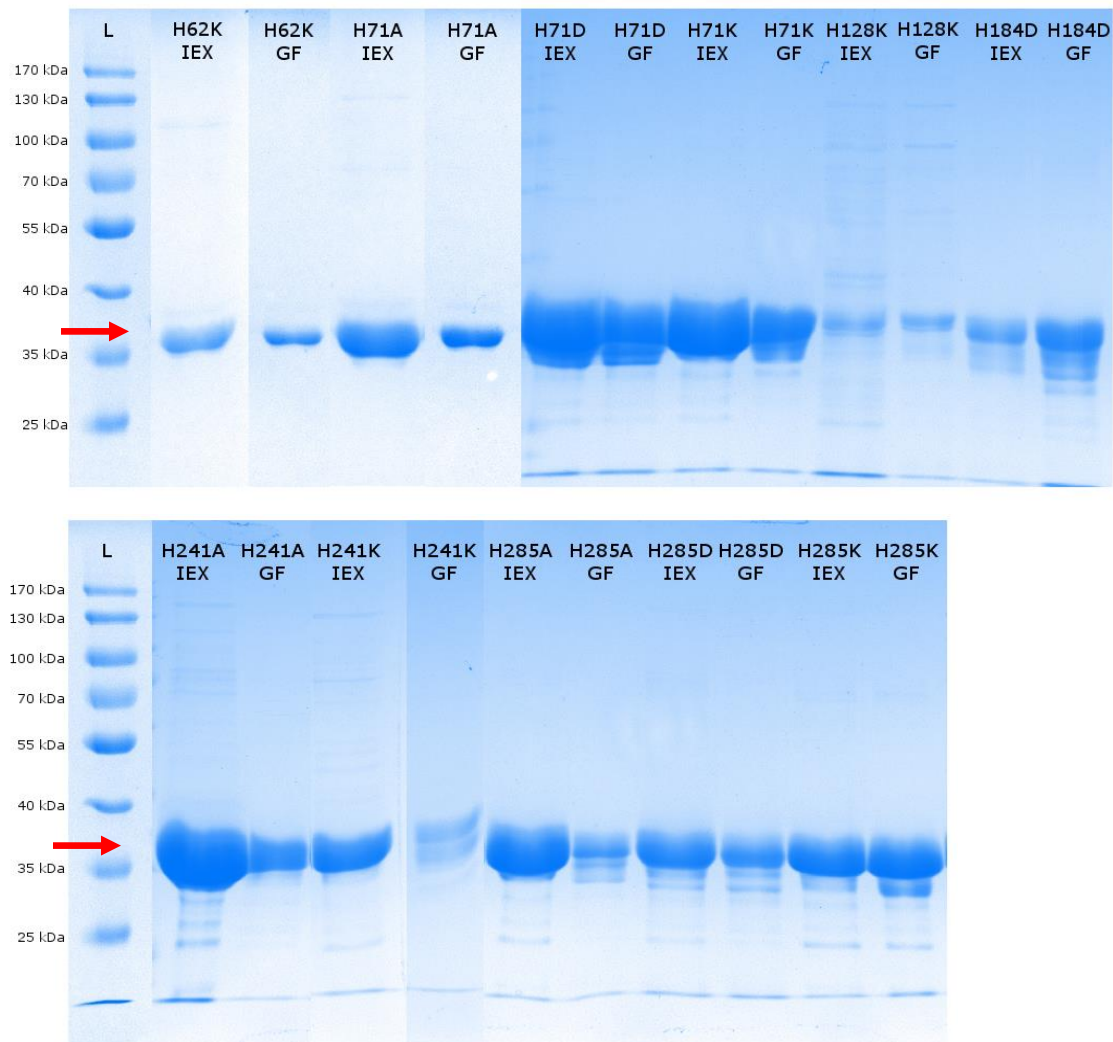 L H62K H62K H71A H71A H71D H71D H71K H71K H128K H128K H184D H184D
IEX GF IEX GF IEX GF IEX GF IEX GF IEX GF
170 kDa
130 kDa
100 kDa
70 kDa
55 kDa
40 kDa
35 kDa
25 kDa
L H241A H241A H241K H241K H285A H285A H285D H285D H285K H285K
IEX GF IEX GF IEX GF IEX GF IEX GF
170 kDa
130 kDa
100 kDa
70 kDa
55 kDa
40 kDa
35 kDa
25 kDa